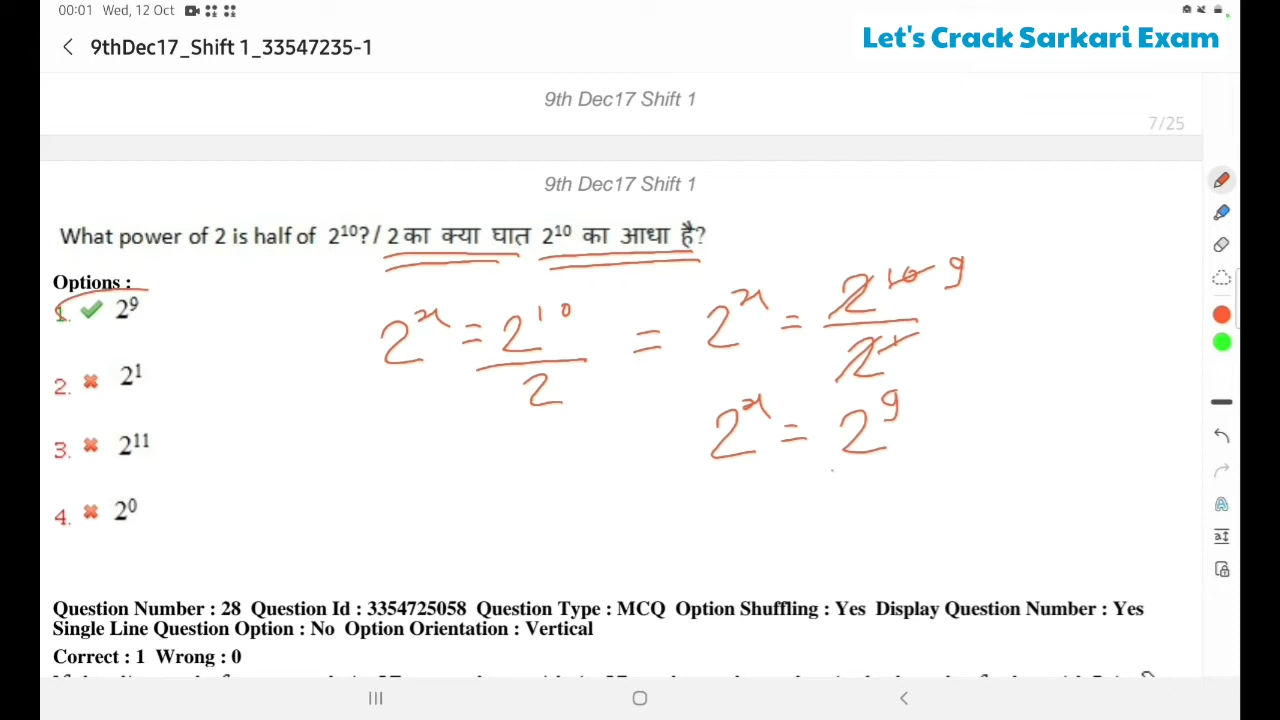 00:01 Wed, 12 Oct
Let's Crack Sarkari Exam
9thDec17_Shift 1_33547235-1
9th Dec17 Shift 1
7/25
9th Dec17 Shift 1
What power of 2 is half of 2¹⁰?/ 2 का क्या घात 2¹⁰ का आधा है?
Options :
1. 2⁹
2. 2¹
3. 2¹¹
4. 2⁰
2ˣ = 2¹⁰/2 = 2ˣ = 2¹⁰ 9/2¹
2ˣ = 2⁹
Question Number : 28 Question Id : 3354725058 Question Type : MCQ Option Shuffling : Yes Display Question Number : Yes
Single Line Question Option : No Option Orientation : Vertical
Correct : 1 Wrong : 0